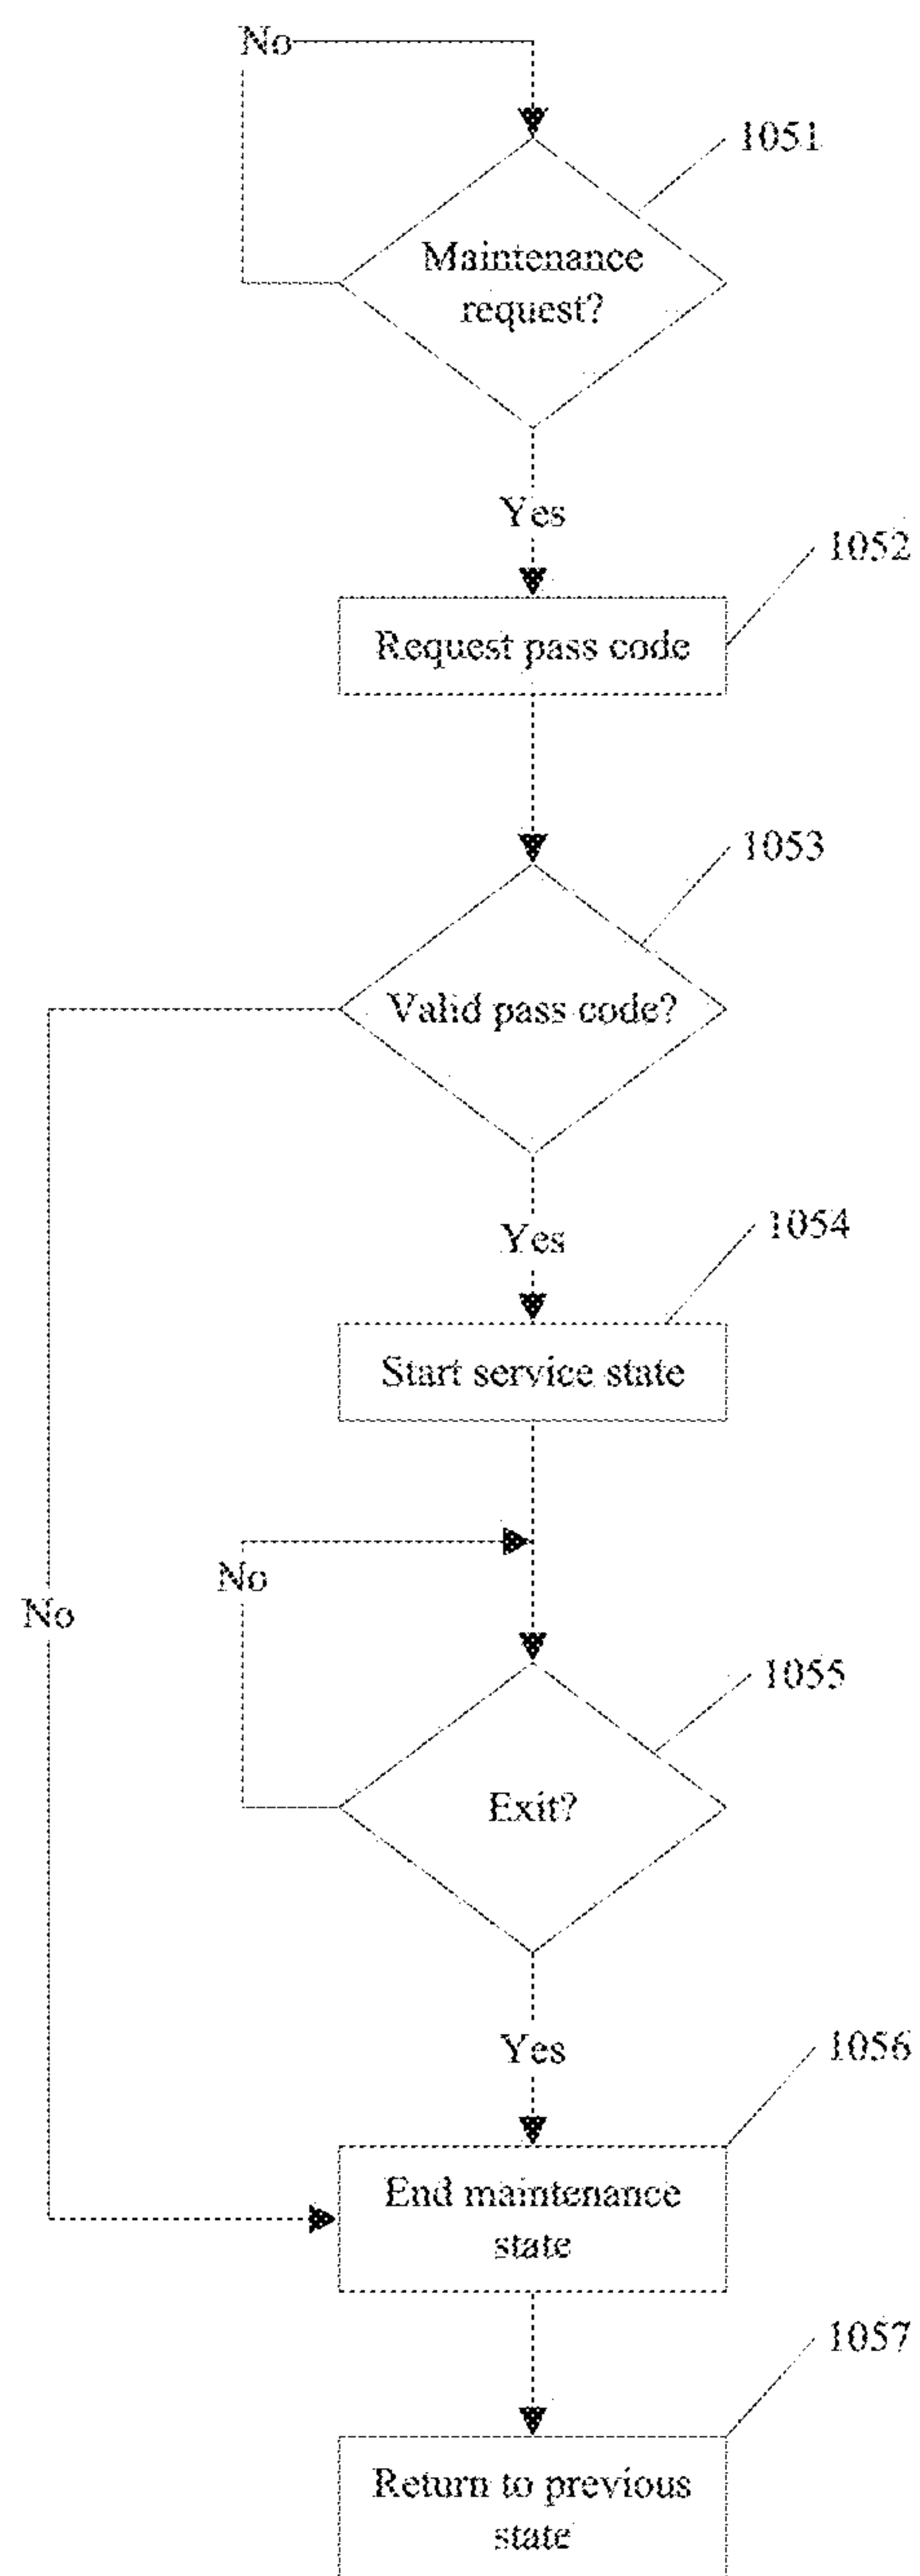 No
1051
Maintenance
request?
Yes
1052
Request pass code
1053
Valid pass code?
Yes
1054
Start service state
No
No
1055
Exit?
Yes
1056
End maintenance
state
1057
Return to previous
state